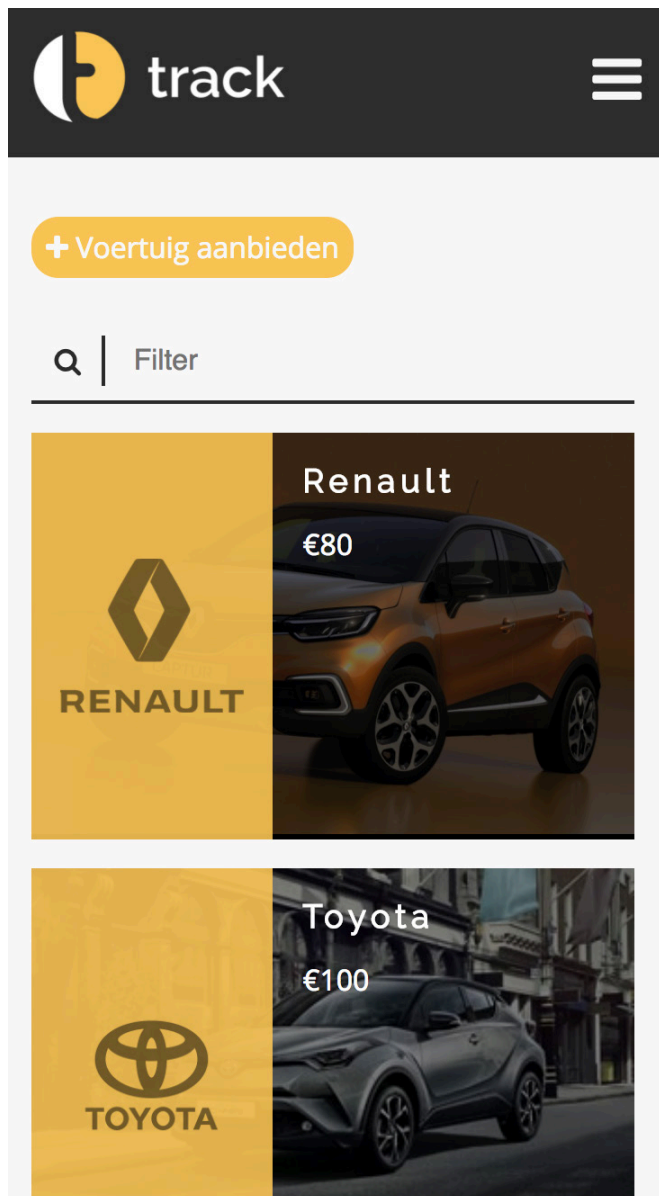 track
+ Voertuig aanbieden
Filter
Renault
€80
RENAULT
Toyota
€100
TOYOTA